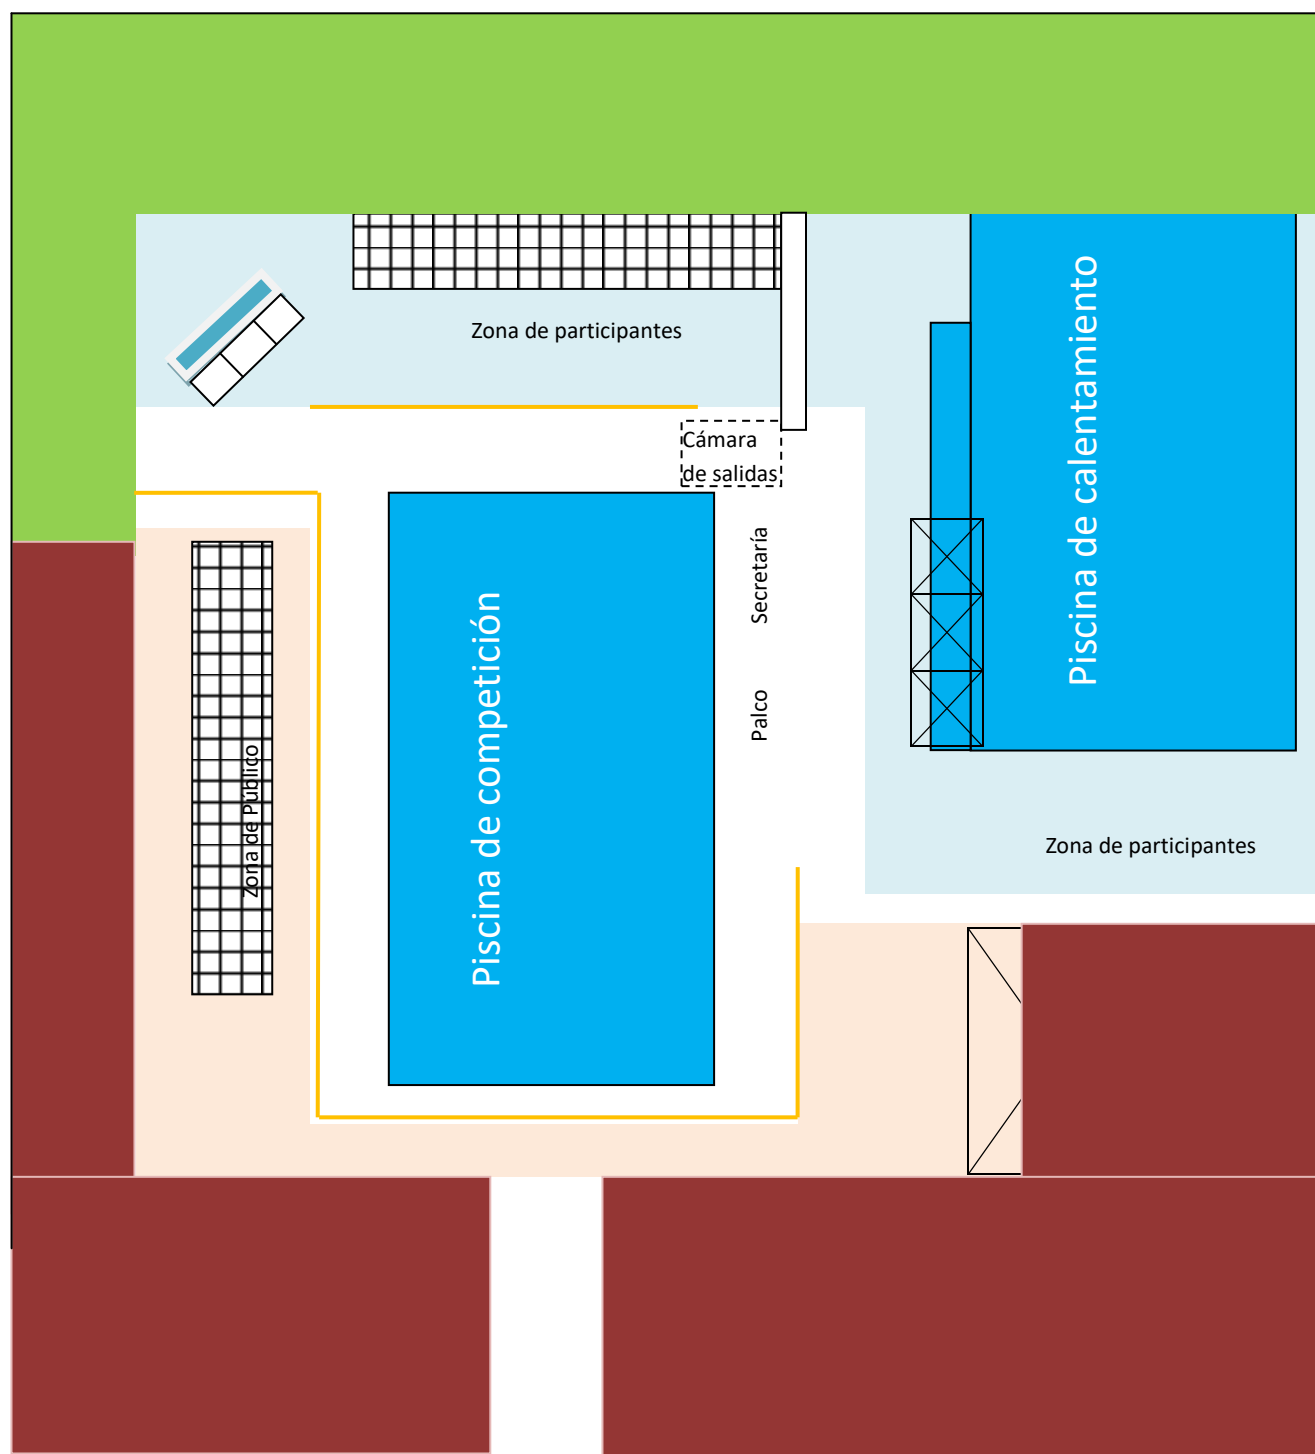 Zona de participantes
Piscina de calentamiento
Cámara
de salidas
Secretaría
Piscina de competición
Palco
Zona de Público
Zona de participantes